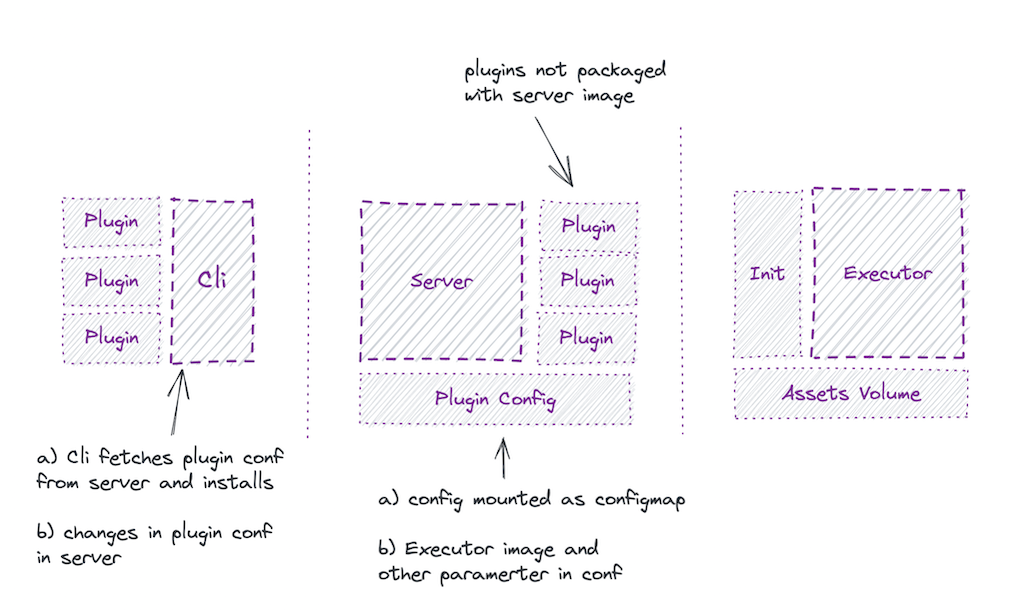 plugins not packaged
with server image
Plugin
Plugin
Plugin
Cli
a) Cli fetches plugin conf
from server and installs
b) changes in plugin conf
in server
Server
Plugin
Plugin
Plugin
Plugin Config
a) config mounted as configmap
b) Executor image and
other paramerter in conf
Init
Executor
Assets Volume